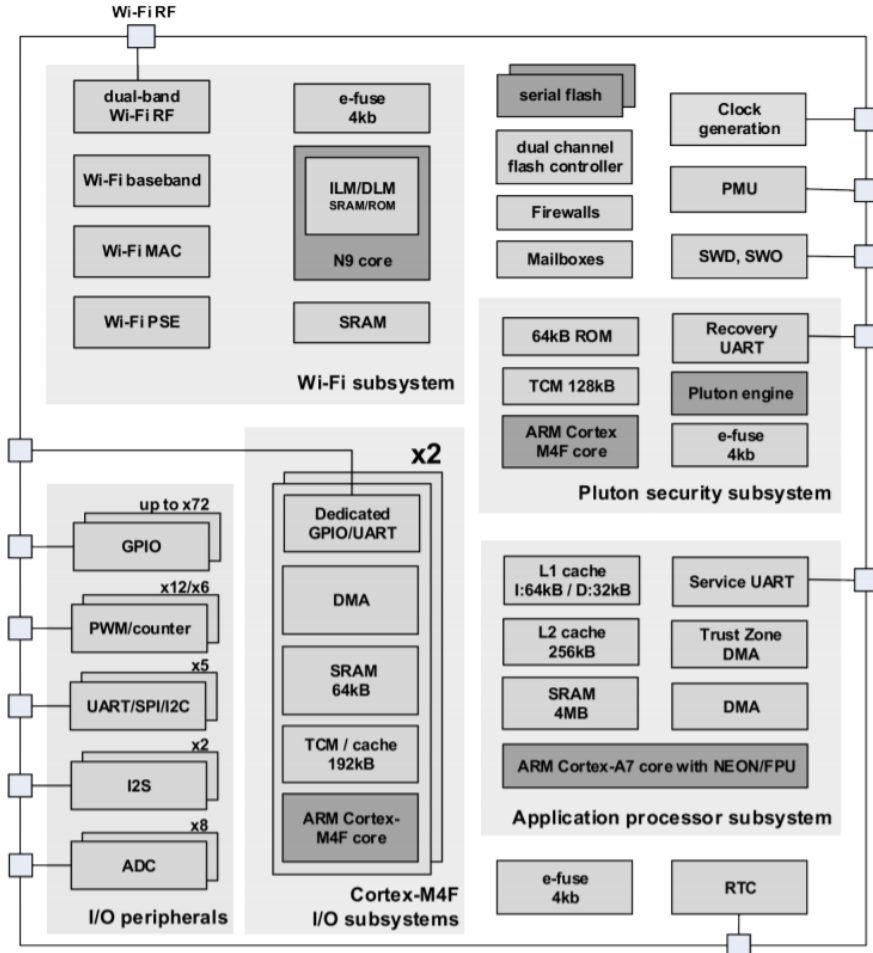 Wi-Fi RF
dual-band
Wi-Fi RF
Wi-Fi baseband
Wi-Fi MAC
Wi-Fi PSE
e-fuse
4kb
ILM/DLM
SRAM/ROM
N9 core
SRAM
Wi-Fi subsystem
serial flash
dual channel
flash controller
Firewalls
Mailboxes
Clock
generation
PMU
SWD, SWO
64kB ROM
TCM 128kB
ARM Cortex
M4F core
Recovery
UART
Pluton engine
e-fuse
4kb
Pluton security subsystem
up to x72
GPIO
x12/x6
PWM/counter
x5
UART/SPI/I2C
x2
I2S
x8
ADC
I/O peripherals
x2
Dedicated
GPIO/UART
DMA
SRAM
64kB
TCM / cache
192kB
ARM Cortex-
M4F core
Cortex-M4F
I/O subsystems
L1 cache
I:64kB / D:32kB
L2 cache
256kB
SRAM
4MB
Service UART
Trust Zone
DMA
DMA
ARM Cortex-A7 core with NEON/FPU
Application processor subsystem
e-fuse
4kb
RTC